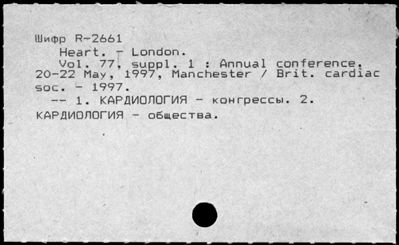 Шифр R-2661
Heart. - London.
Vol. 77, suppl. 1 : Annual conference,
20-22 May, 1997, Manchester / Brit. cardiac
soc. - 1997.
-- 1. КАРДИОЛОГИЯ - конгрессы. 2.
КАРДИОЛОГИЯ - общества.